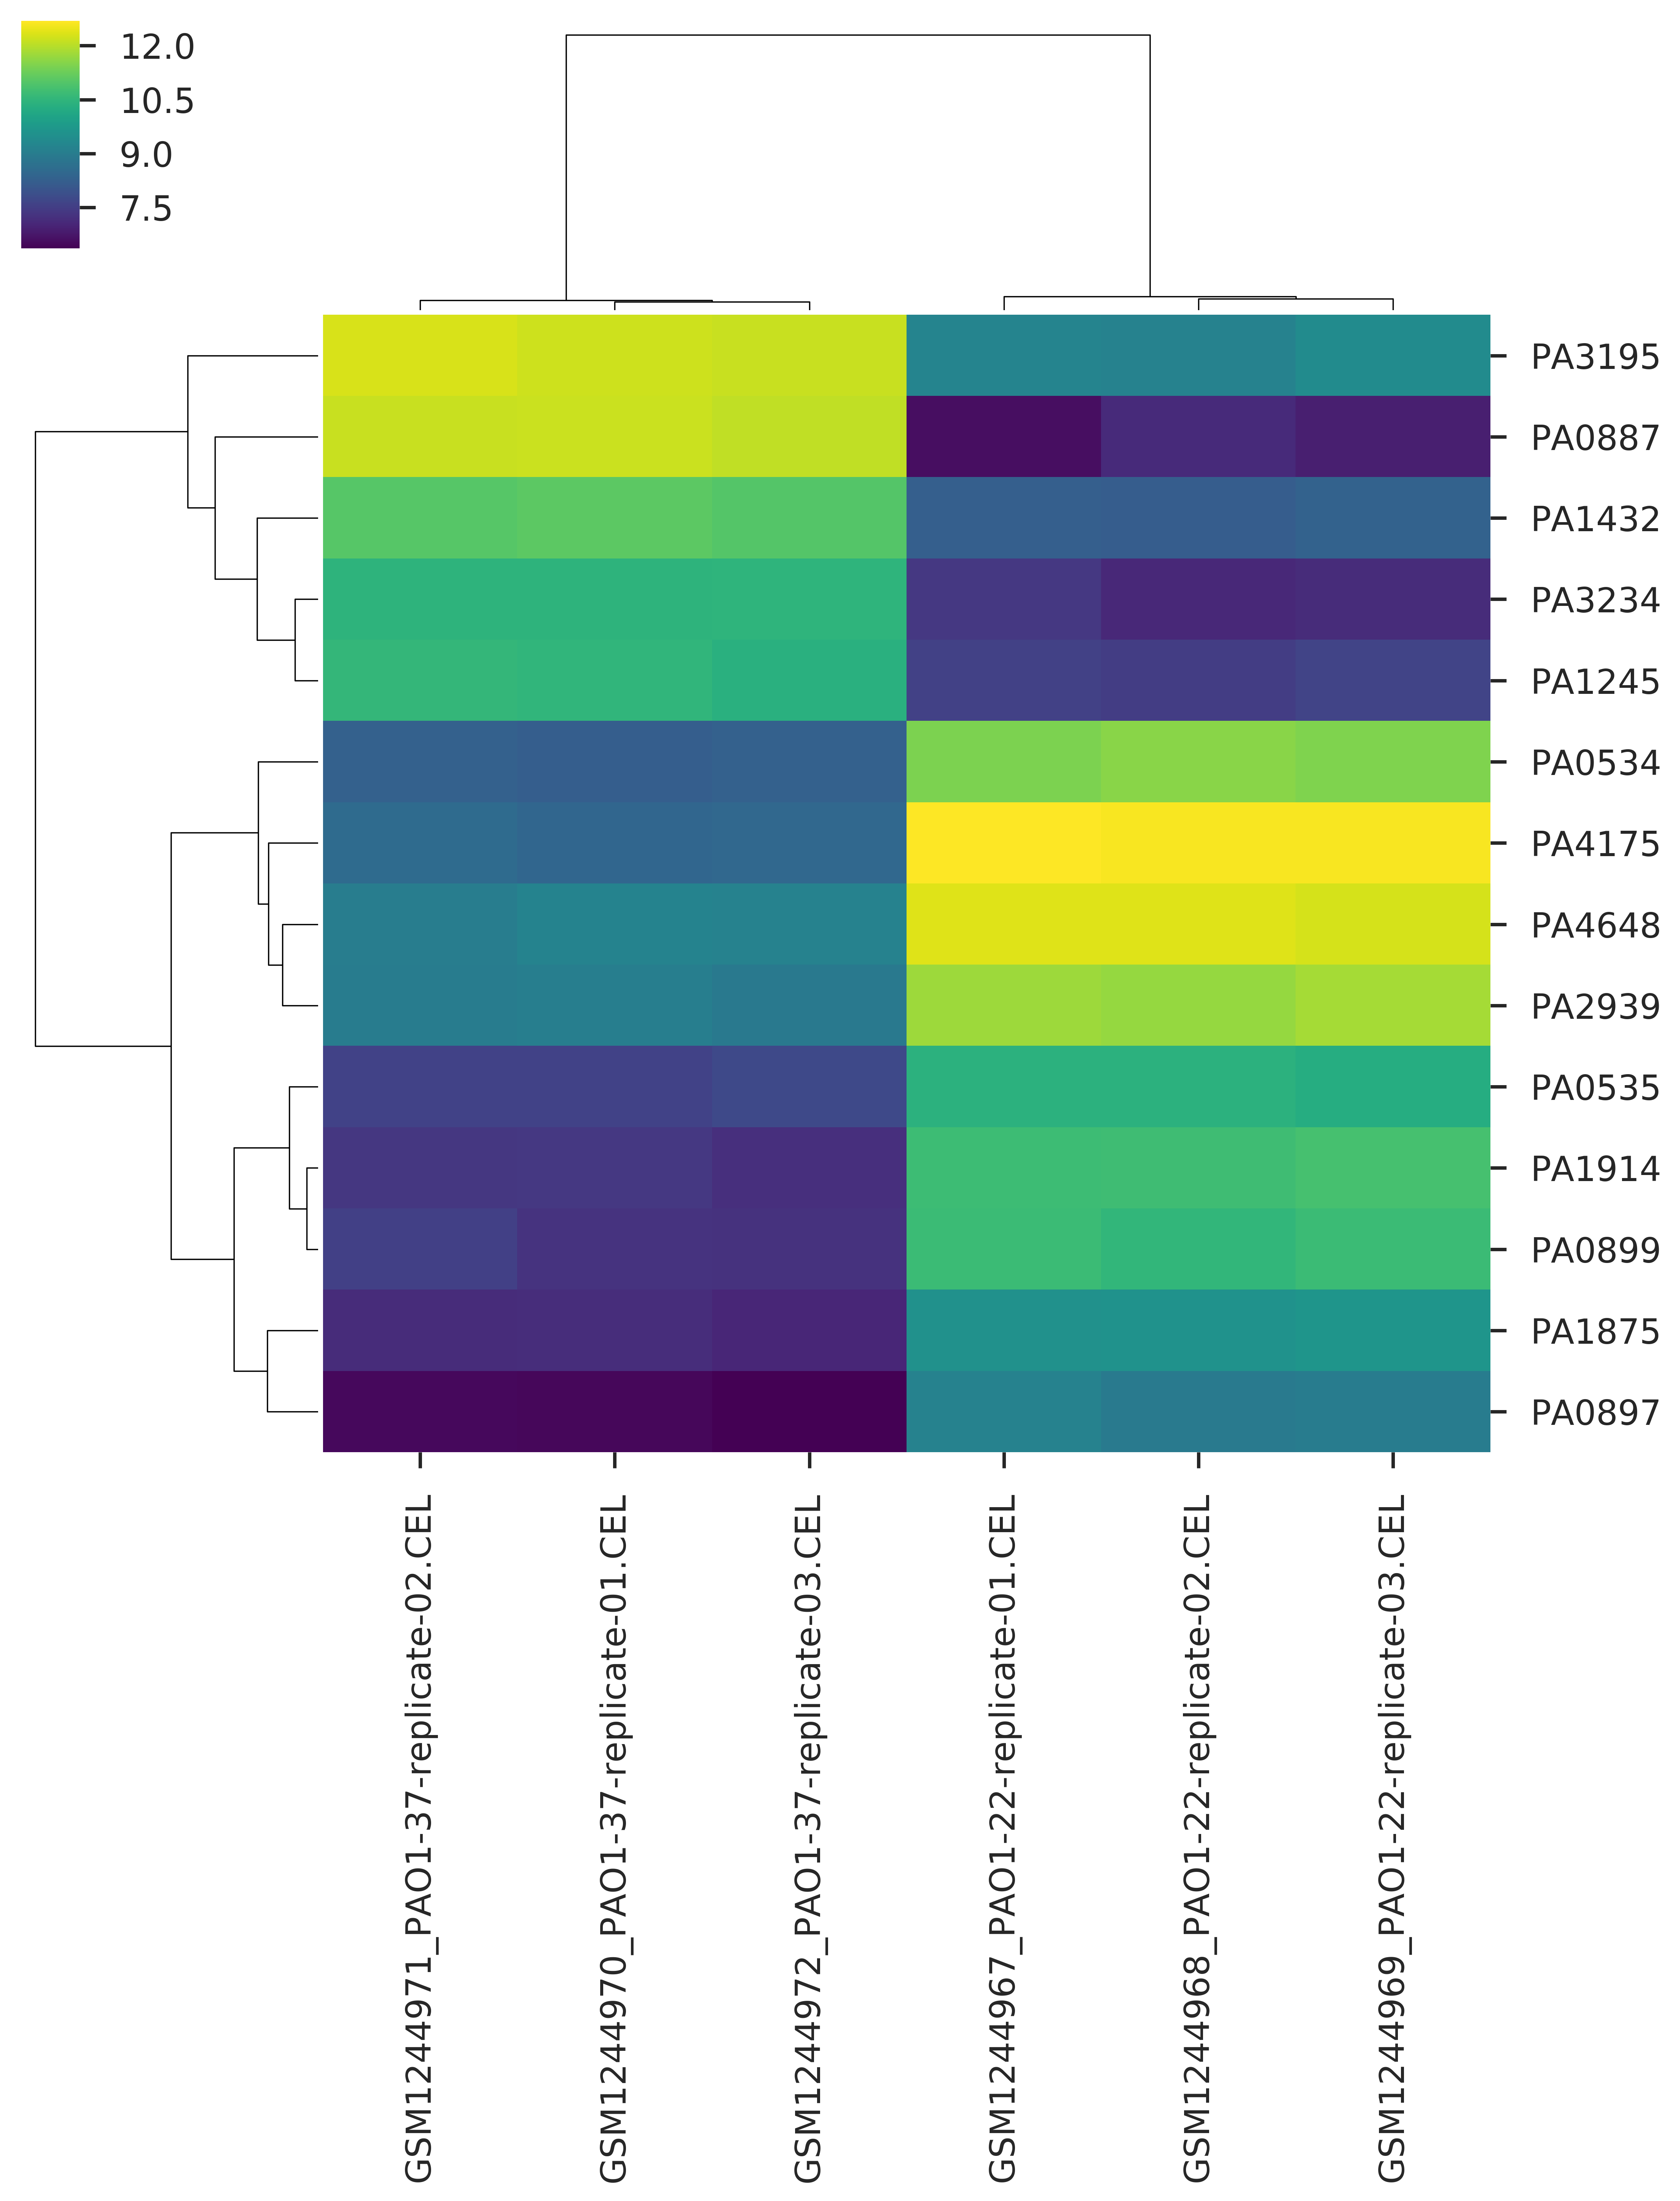 12.0
10.5
9.0
7.5
PA3195
PA0887
PA1432
PA3234
PA1245
PA0534
PA4175
PA4648
PA2939
PA0535
PA1914
PA0899
PA1875
PA0897
GSM1244971_PAO1-37-replicate-02.CEL
GSM1244970_PAO1-37-replicate-01.CEL
GSM1244972_PAO1-37-replicate-03.CEL
GSM1244967_PAO1-22-replicate-01.CEL
GSM1244968_PAO1-22-replicate-02.CEL
GSM1244969_PAO1-22-replicate-03.CEL